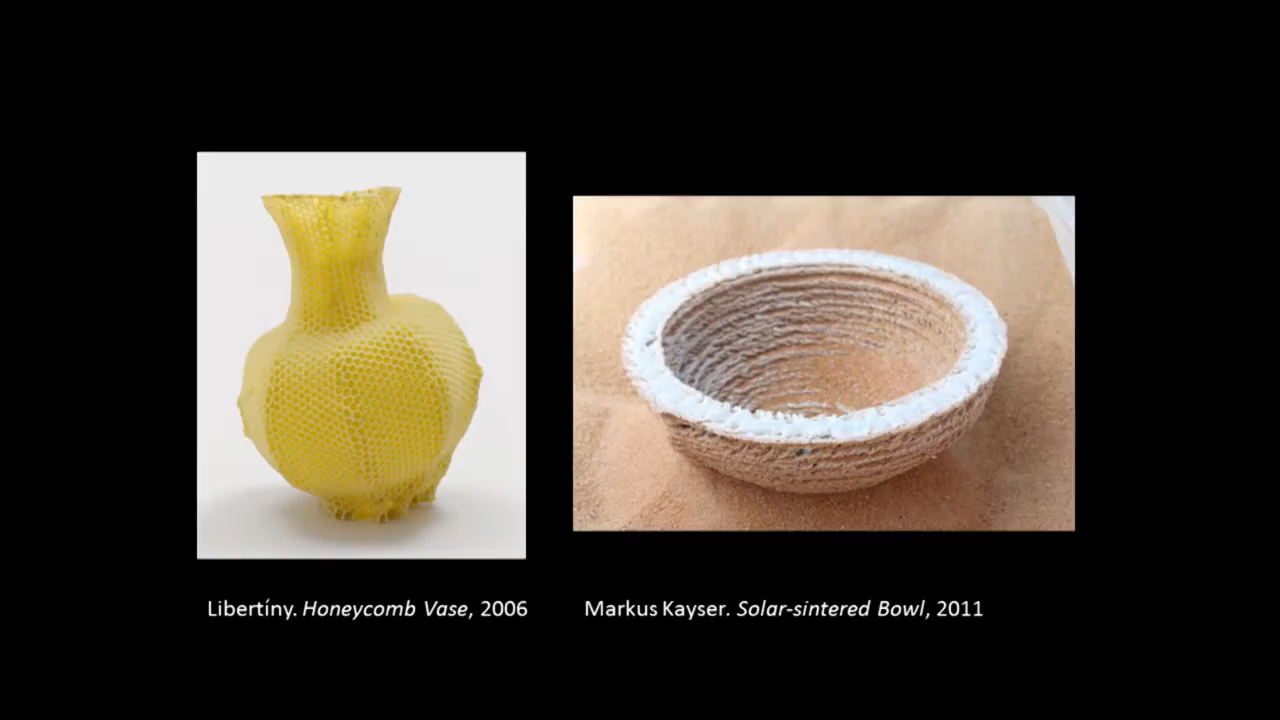 Libertíny. Honeycomb Vase, 2006
Markus Kayser. Solar-sintered Bowl, 2011